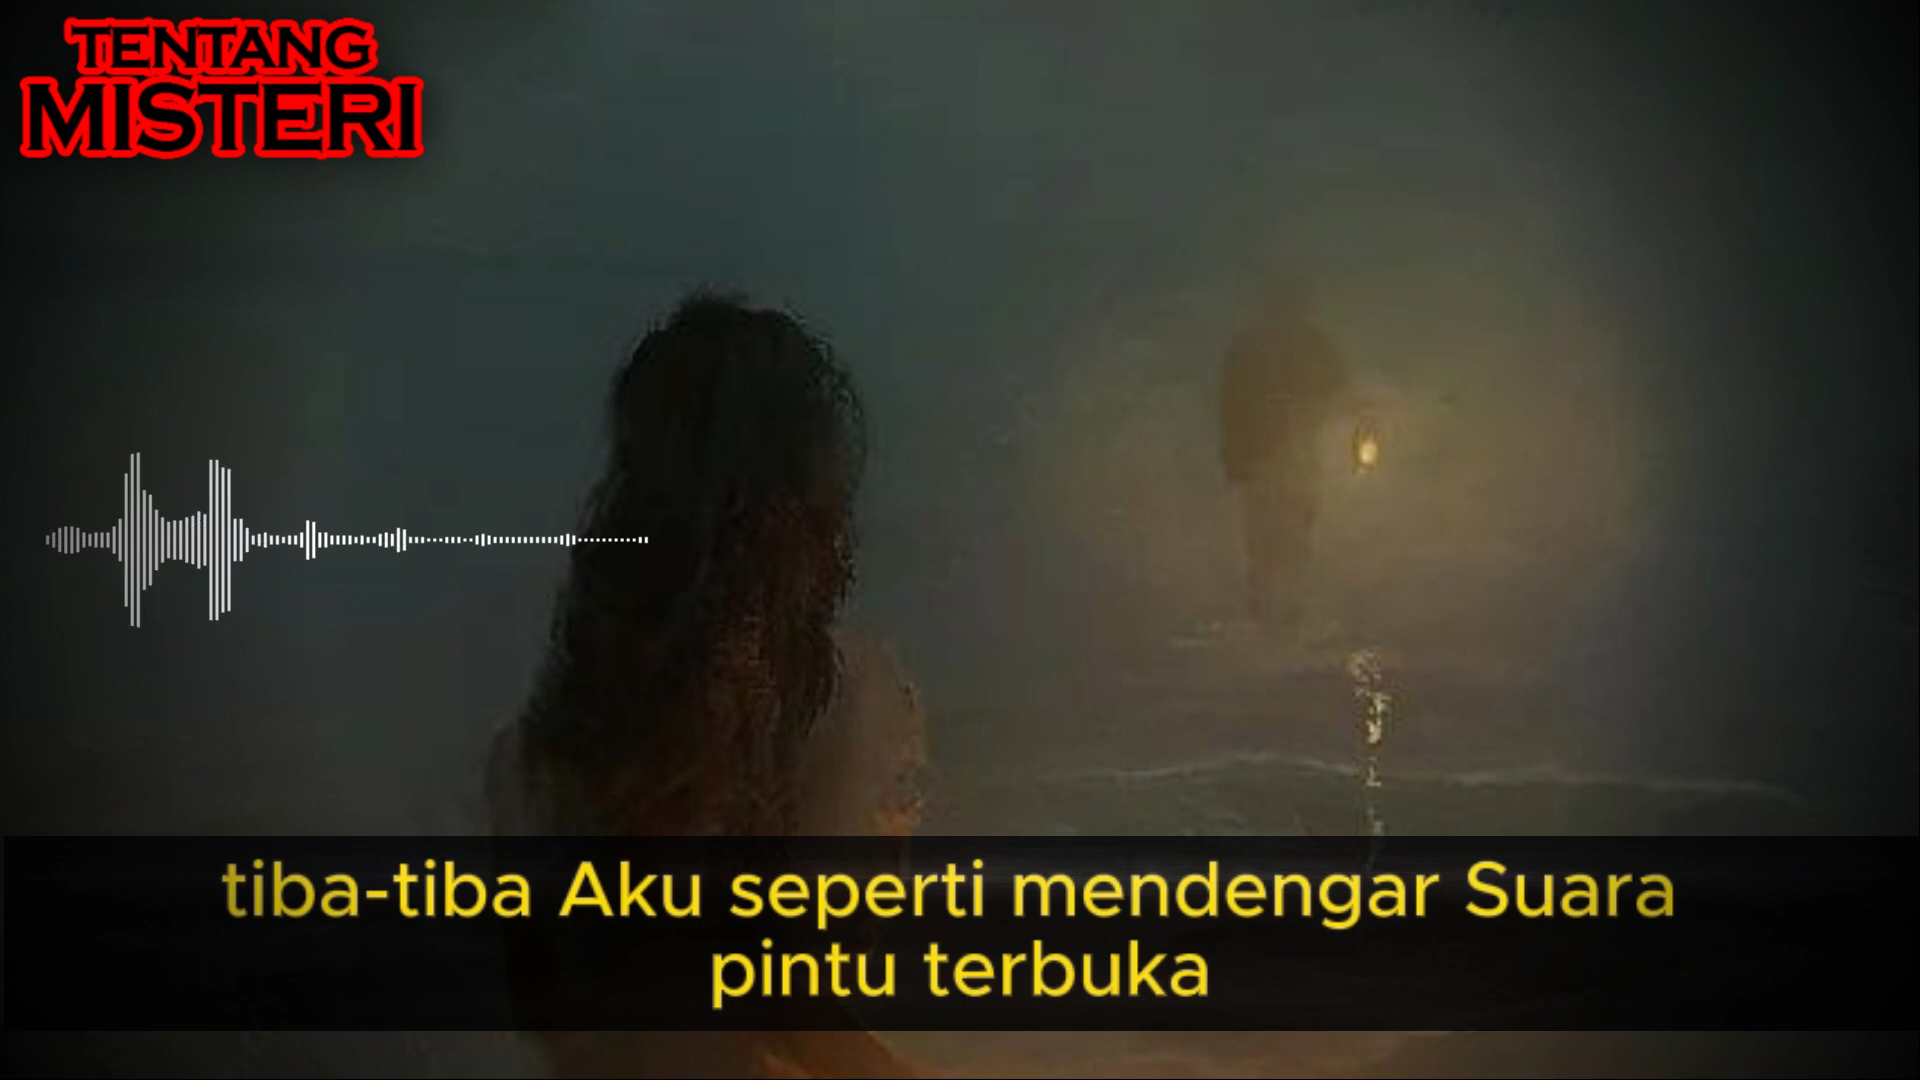 TENTANG
MISTERI
tiba-tiba Aku seperti mendengar Suara
pintu terbuka